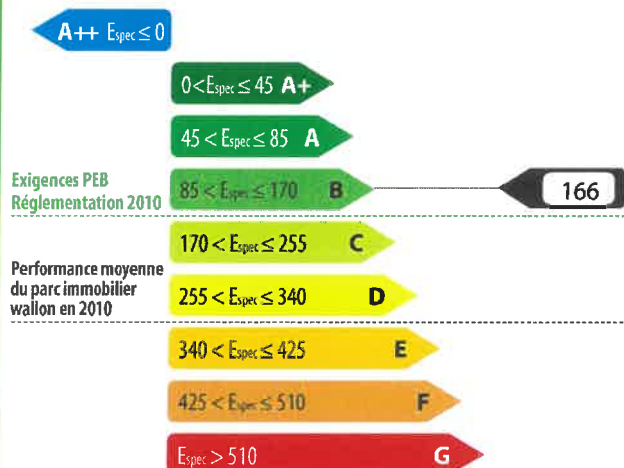 A++ Espec ≤ 0
0 < Espec ≤ 45 A+
45 < Espec ≤ 85 A
Exigences PEB
Réglementation 2010
85 < Espec ≤ 170 B
166
170 < Espec ≤ 255 C
Performance moyenne
du parc immobilier
wallon en 2010
255 < Espec ≤ 340 D
340 < Espec ≤ 425 E
425 < Espec ≤ 510 F
Espec > 510 G